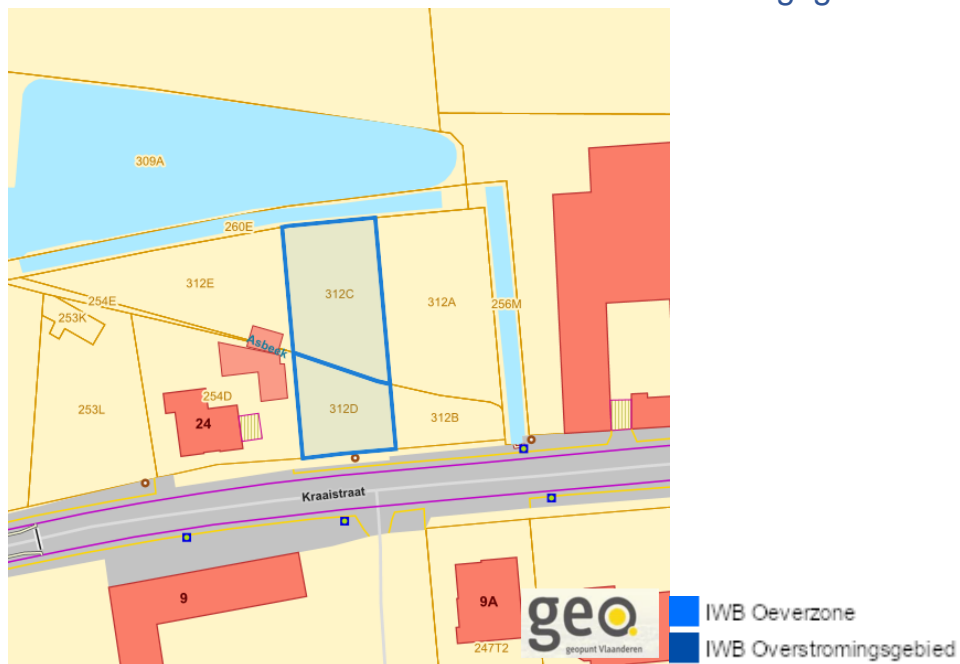 309A
260E
312E
312C
312A
256M
254E
253K
Asbeek
254D
24
253L
312D
312B
Kraaistraat
9
9A
247T2
geo.
geopunt Vlaanderen
IWB Oeverzone
IWB Overstromingsgebied